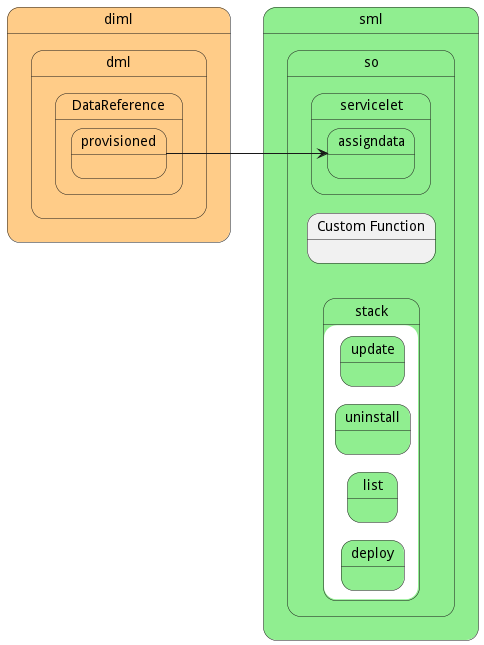 diml
dml
DataReference
provisioned
sml
so
servicelet
assigndata
Custom Function
stack
update
uninstall
list
deploy